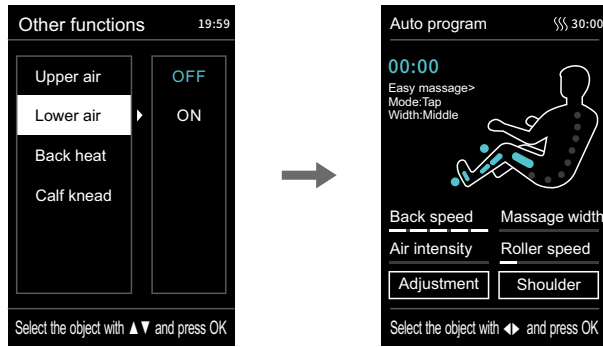 Other functions 19:59
Upper air OFF
Lower air ON
Back heat
Calf knead
Select the object with ▲▼ and press OK
Auto program 30:00
00:00
Easy massage>
Mode:Tap
Width:Middle
Back speed Massage width
Air intensity Roller speed
Adjustment Shoulder
Select the object with ◀▶ and press OK